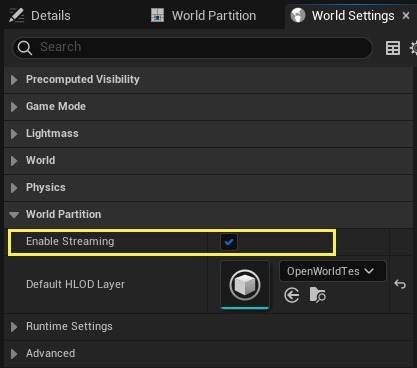 Details
World Partition
World Settings
Search
Precomputed Visibility
Game Mode
Lightmass
World
Physics
World Partition
Enable Streaming
Default HLOD Layer
OpenWorldTes
Runtime Settings
Advanced